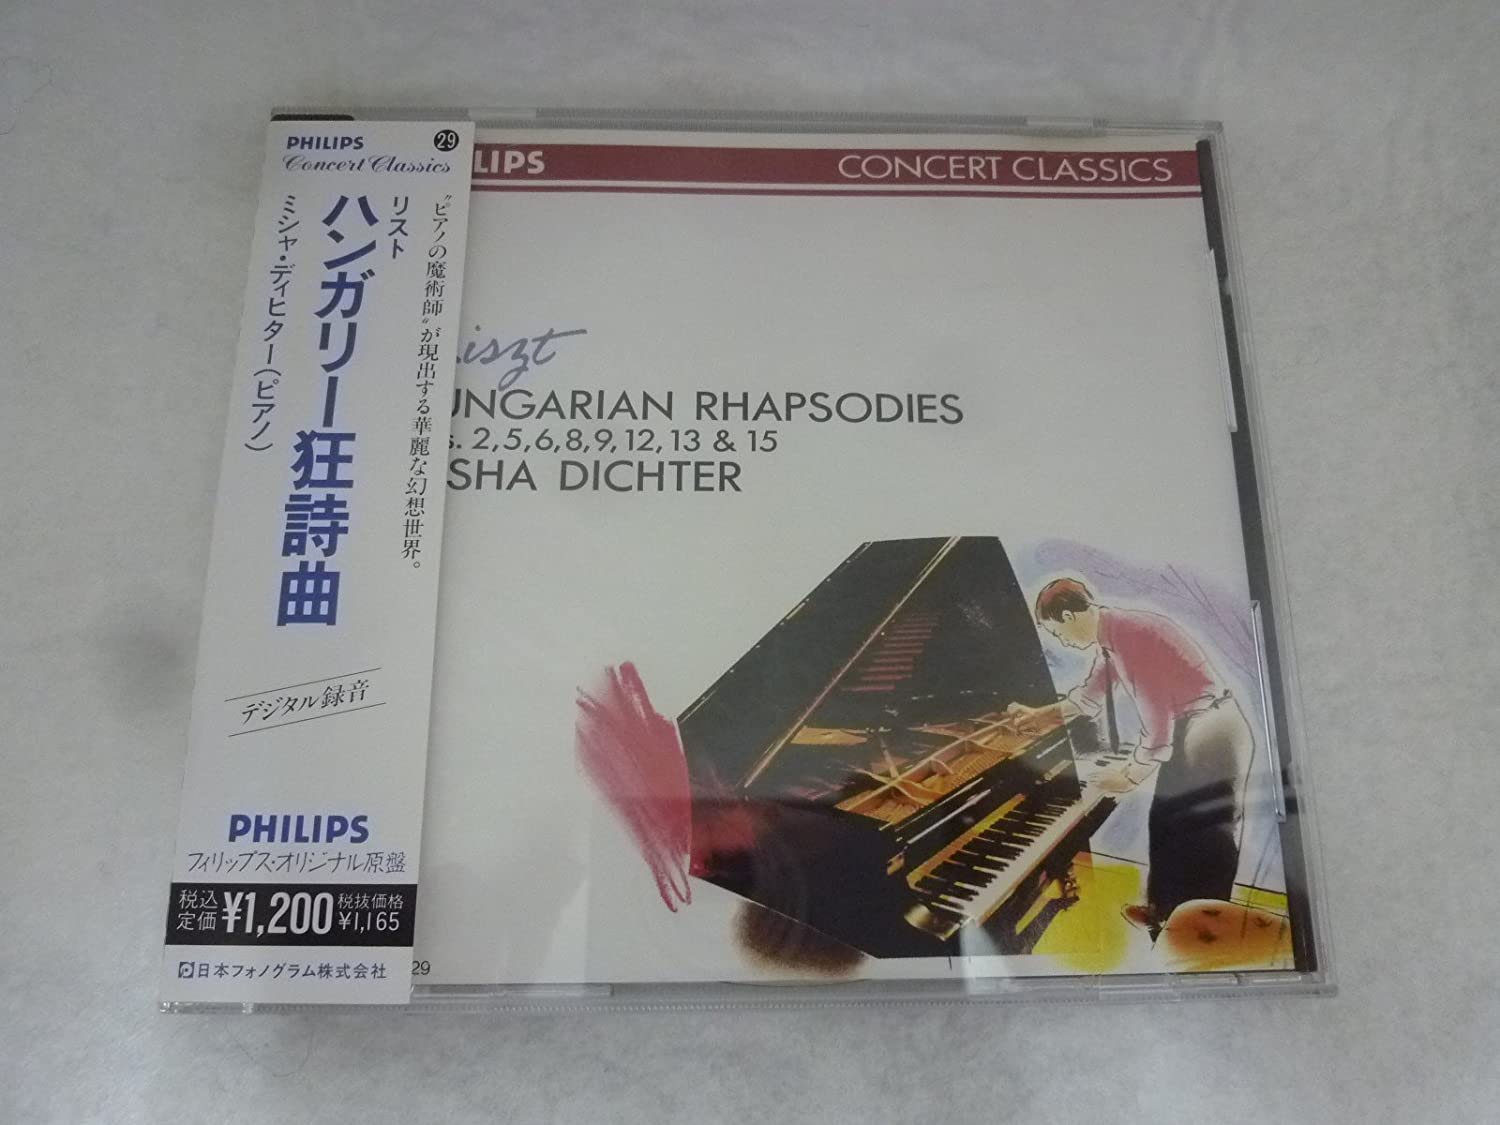 PHILIPS 29
Concert Classics
"ピアノの魔術師"が現出する華麗な幻想世界。
リスト
ハンガリー狂詩曲
ミシャ・ディヒター(ピアノ)
デジタル録音
PHILIPS
フィリップス・オリジナル原盤
税込定価 ¥1,200 税抜価格 ¥1,165
日本フォノグラム株式会社
LIPS CONCERT CLASSICS
iszt
UNGARIAN RHAPSODIES
s. 2,5,6,8,9,12,13 & 15
SHA DICHTER
29